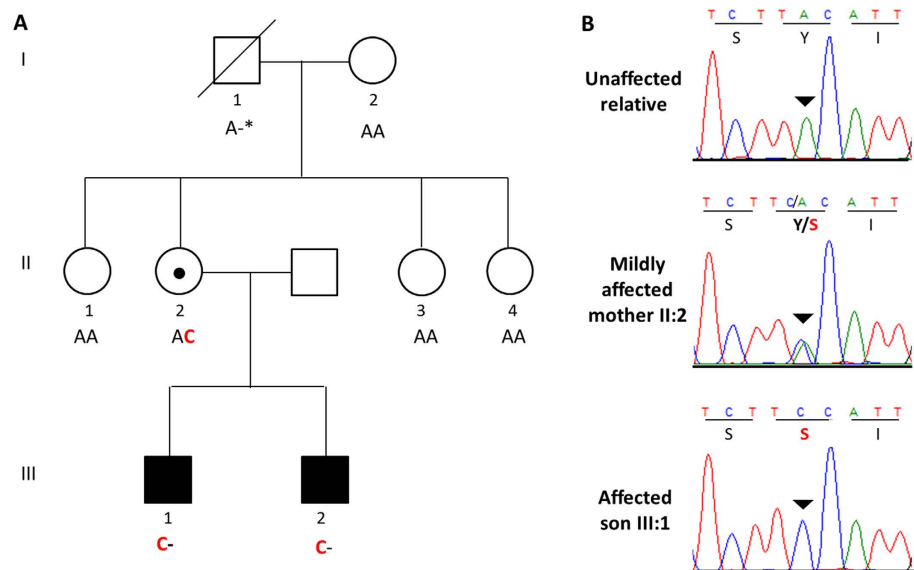 A
I
1
2
A-*
AA
II
1
2
3
4
AA
AC
AA
AA
III
1
2
C-
C-
B
T C T T A C A T T
S Y I
Unaffected
relative
T C T T C/A C A T T
S Y/S I
Mildly
affected
mother II:2
T C T T C C A T T
S S I
Affected
son III:1